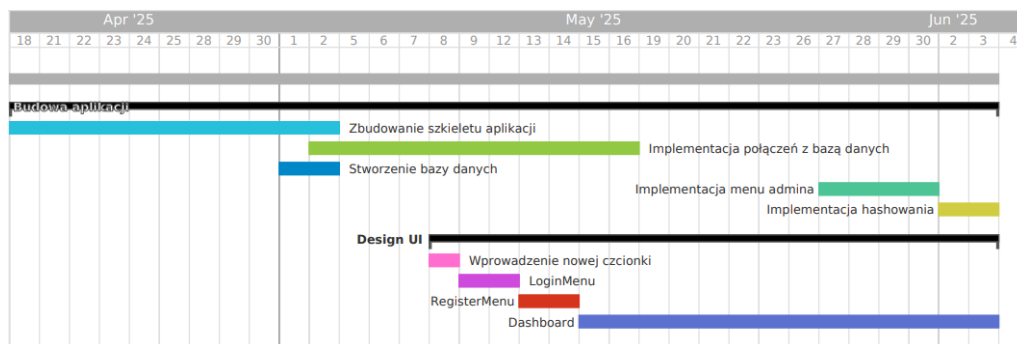 Apr '25 May '25 Jun '25
18 21 22 23 24 25 28 29 30 1 2 5 6 7 8 9 12 13 14 15 16 19 20 21 22 23 26 27 28 29 30 2 3 4
Budowa aplikacji
Zbudowanie szkieletu aplikacji
Implementacja połączeń z bazą danych
Stworzenie bazy danych
Implementacja menu admina
Implementacja hashowania
Design UI
Wprowadzenie nowej czcionki
LoginMenu
RegisterMenu
Dashboard